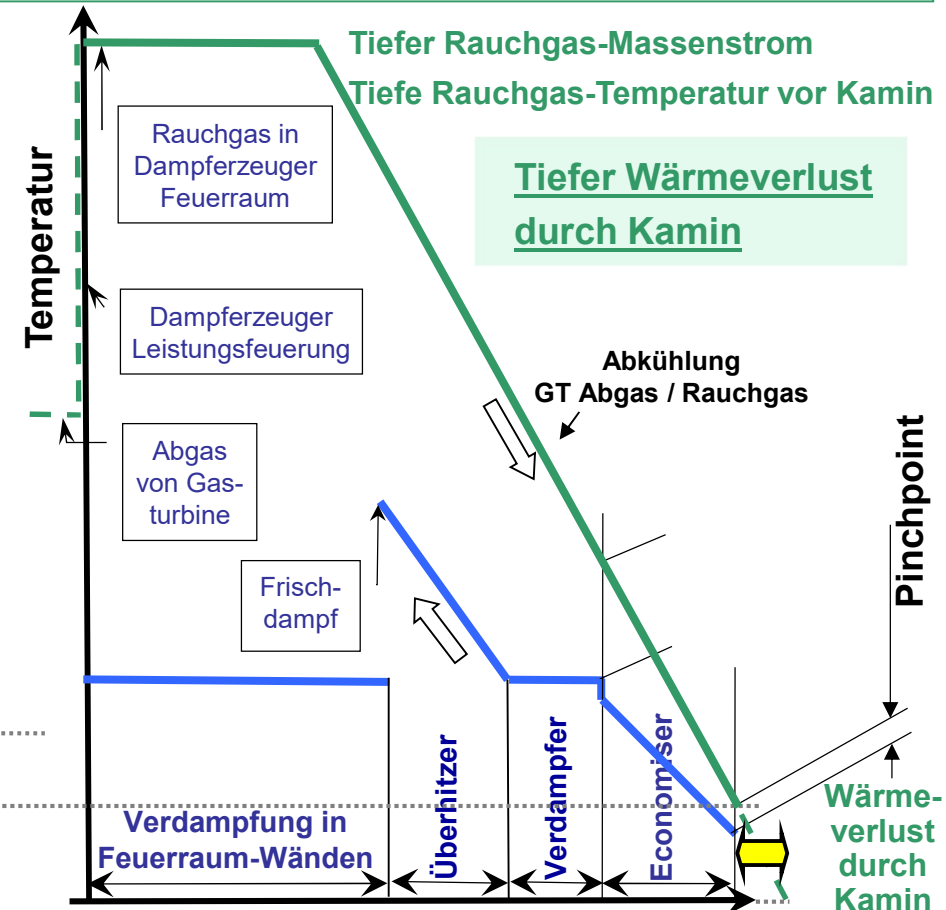 Tiefer Rauchgas-Massenstrom
Tiefe Rauchgas-Temperatur vor Kamin
Tiefer Wärmeverlust
durch Kamin
Temperatur
Rauchgas in
Dampferzeuger
Feuerraum
Dampferzeuger
Leistungsfeuerung
Abgas
von Gas-
turbine
Abkühlung
GT Abgas / Rauchgas
Pinchpoint
Frisch-
dampf
Verdampfung in
Feuerraum-Wänden
Überhitzer
Verdampfer
Economiser
Wärme-
verlust
durch
Kamin